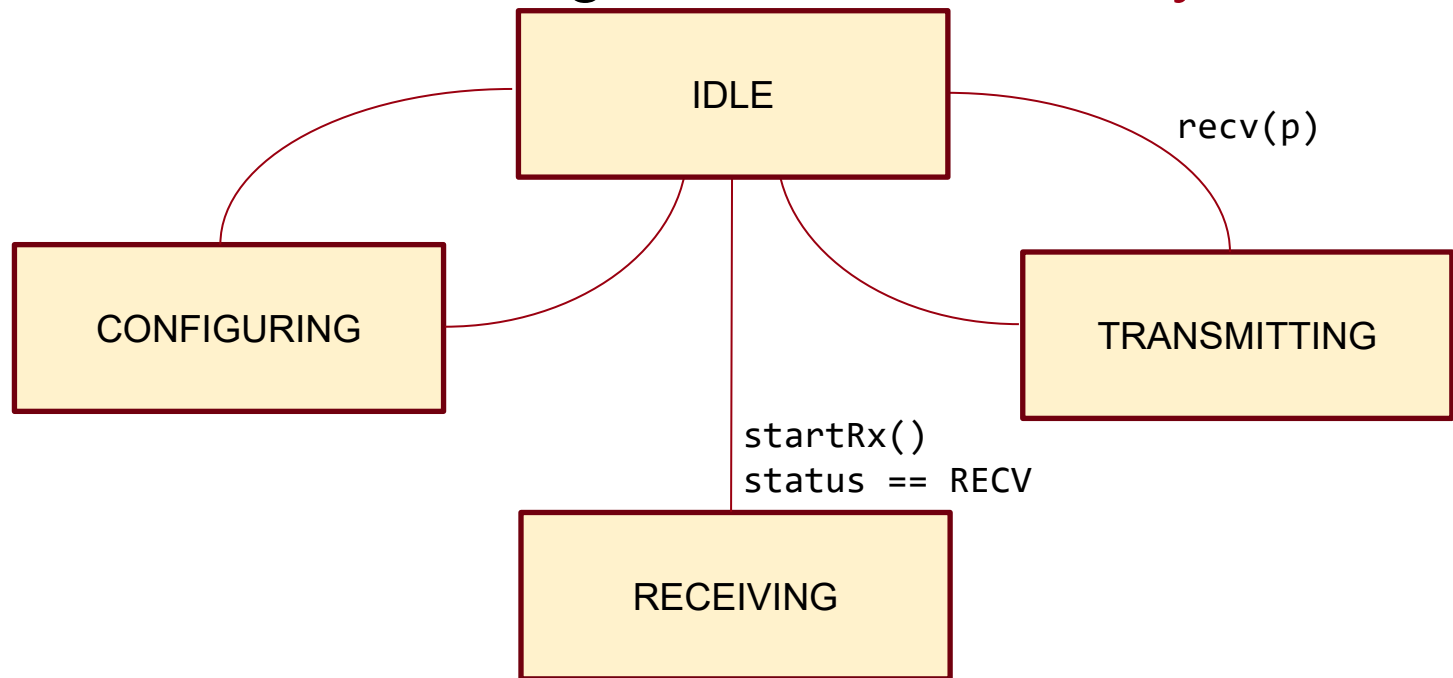 IDLE
recv(p)
CONFIGURING
TRANSMITTING
startRx()
status == RECV
RECEIVING